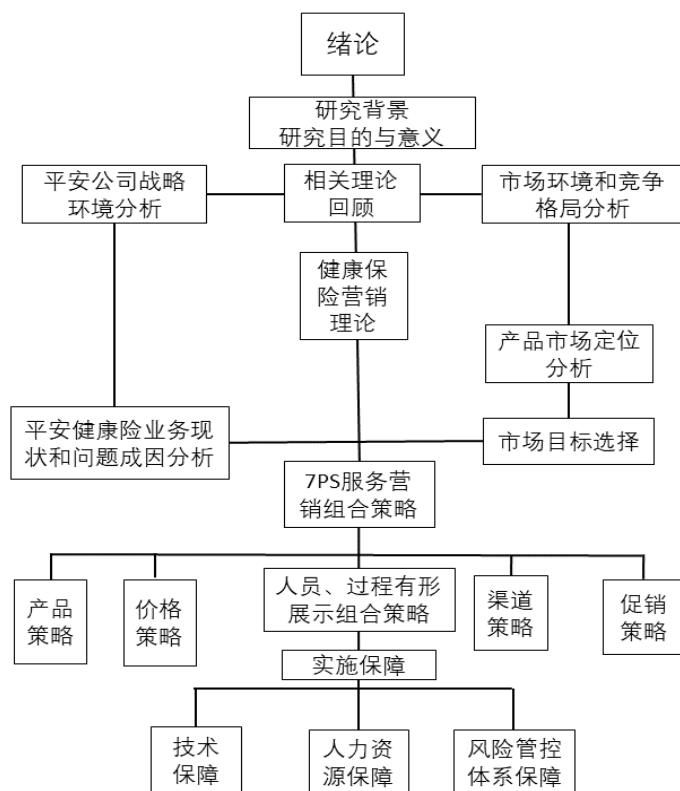 绪论
研究背景
研究目的与意义
平安公司战略
环境分析
相关理论
回顾
市场环境和竞争
格局分析
健康保
险营销
理论
产品市场定位
分析
平安健康险业务现
状和问题成因分析
市场目标选择
7PS服务营
销组合策略
产品
策略
价格
策略
人员、过程有形
展示组合策略
渠道
策略
促销
策略
实施保障
技术
保障
人力资
源保障
风险管控
体系保障